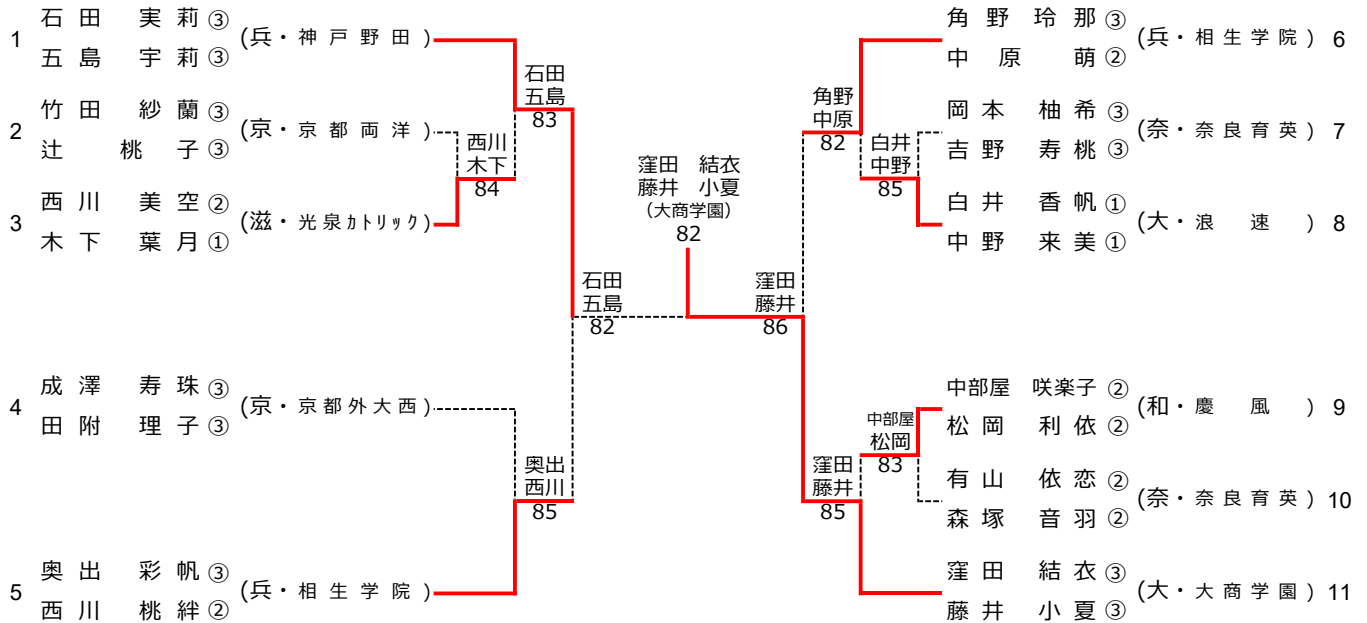 1
石田 実莉 ③
五島 宇莉 ③
(兵・神戸野田)
2
竹田 紗蘭 ③
辻 桃子 ③
(京・京都両洋)
3
西川 美空 ②
木下 葉月 ①
(滋・光泉カトリック)
4
成澤 寿珠 ③
田附 理子 ③
(京・京都外大西)
5
奥出 彩帆 ③
西川 桃絆 ②
(兵・相生学院)
西川
木下
84
石田
五島
83
奥出
西川
85
石田
五島
82
窪田 結衣
藤井 小夏
(大商学園)
82
窪田
藤井
86
角野
中原
82
白井
中野
85
中部屋
松岡
83
窪田
藤井
85
角野 玲那 ③
中原 萌 ②
(兵・相生学院) 6
岡本 柚希 ③
吉野 寿桃 ③
(奈・奈良育英) 7
白井 香帆 ①
中野 来美 ①
(大・浪速) 8
中部屋 咲楽子 ②
松岡 利依 ②
(和・慶風) 9
有山 依恋 ②
森塚 音羽 ②
(奈・奈良育英) 10
窪田 結衣 ③
藤井 小夏 ③
(大・大商学園) 11